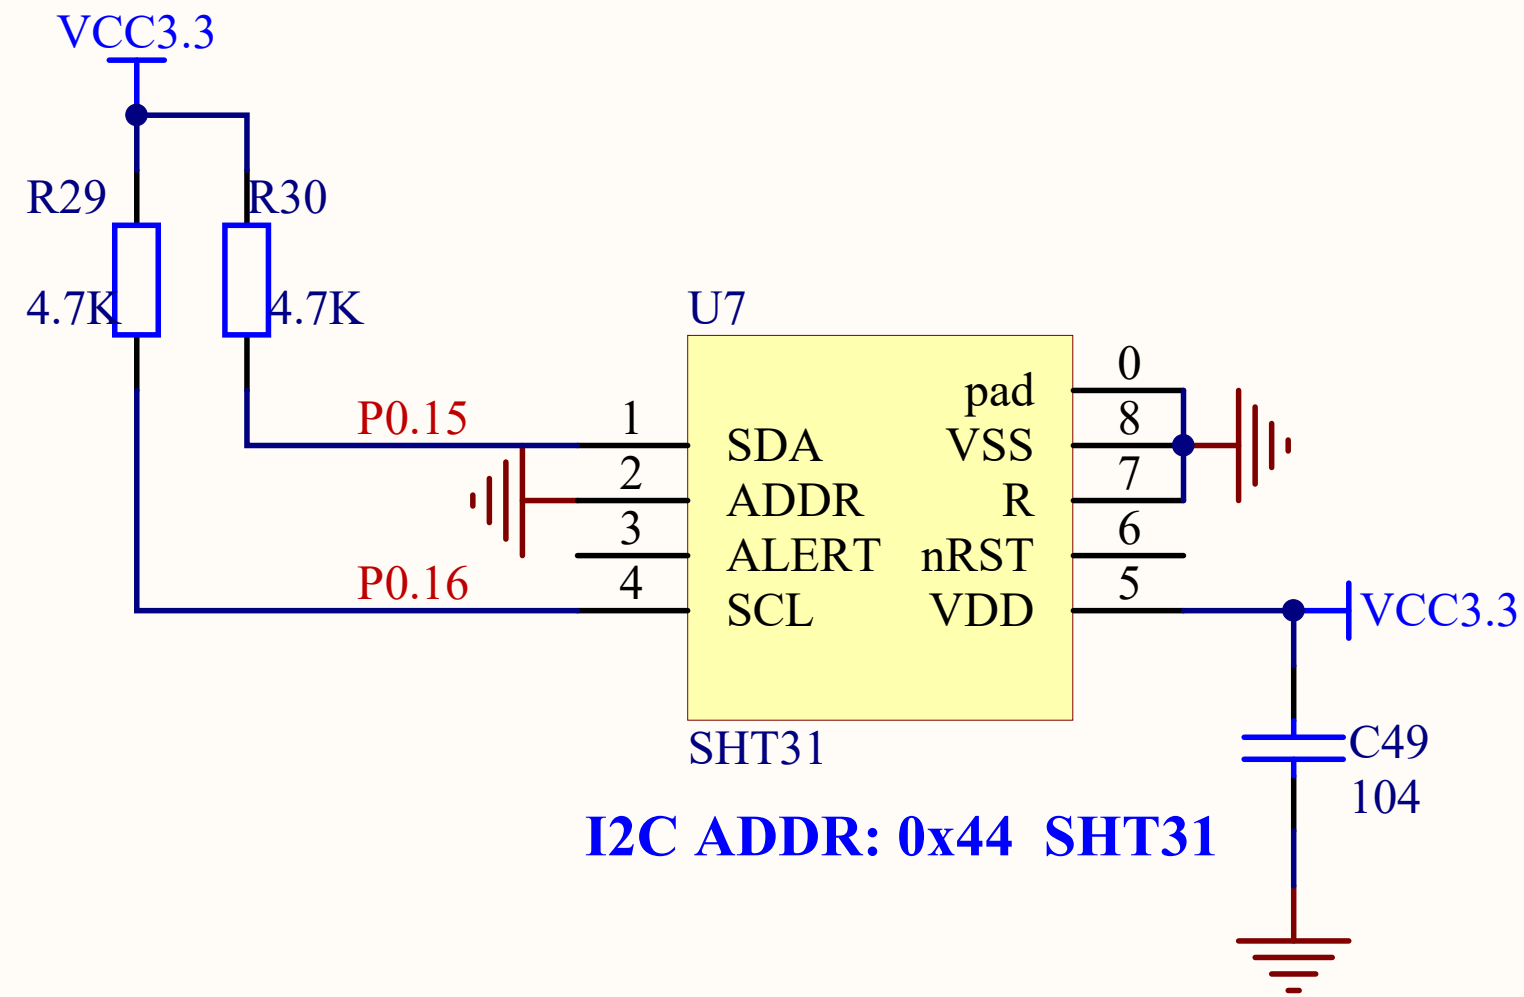 VCC3.3
R29
R30
4.7K
4.7K
U7
P0.15
P0.16
1
2
3
4
SDA
ADDR
ALERT
SCL
pad
VSS
R
nRST
VDD
0
8
7
6
5
VCC3.3
SHT31
C49
104
I2C ADDR: 0x44 SHT31